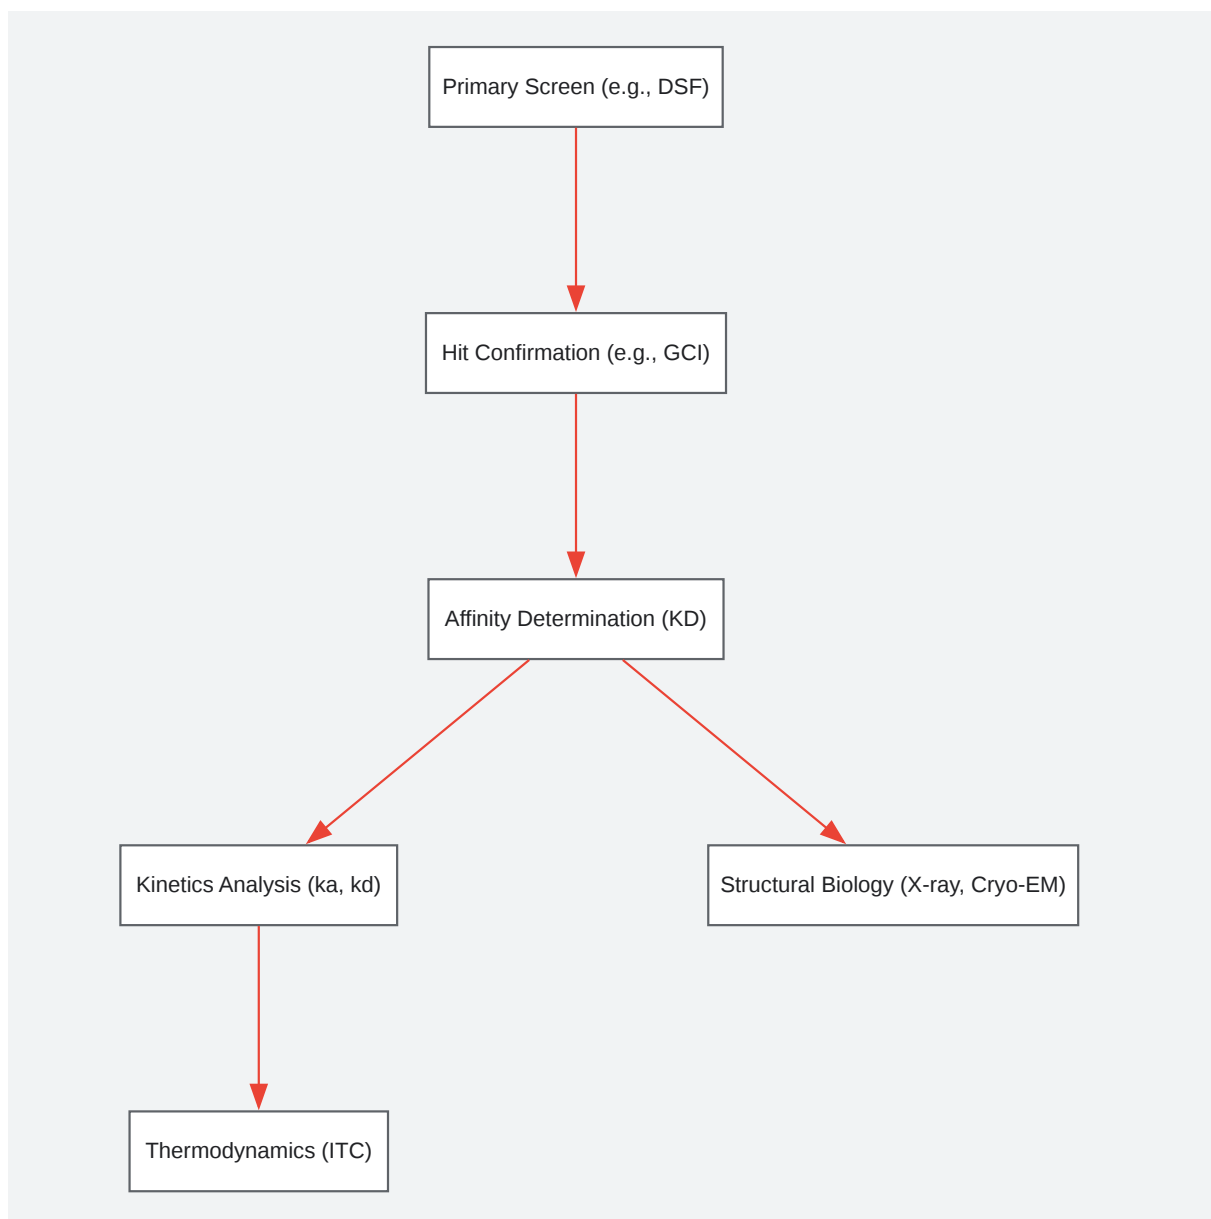 Primary Screen (e.g., DSF)
Hit Confirmation (e.g., GCI)
Affinity Determination (KD)
Kinetics Analysis (ka, kd)
Structural Biology (X-ray, Cryo-EM)
Thermodynamics (ITC)